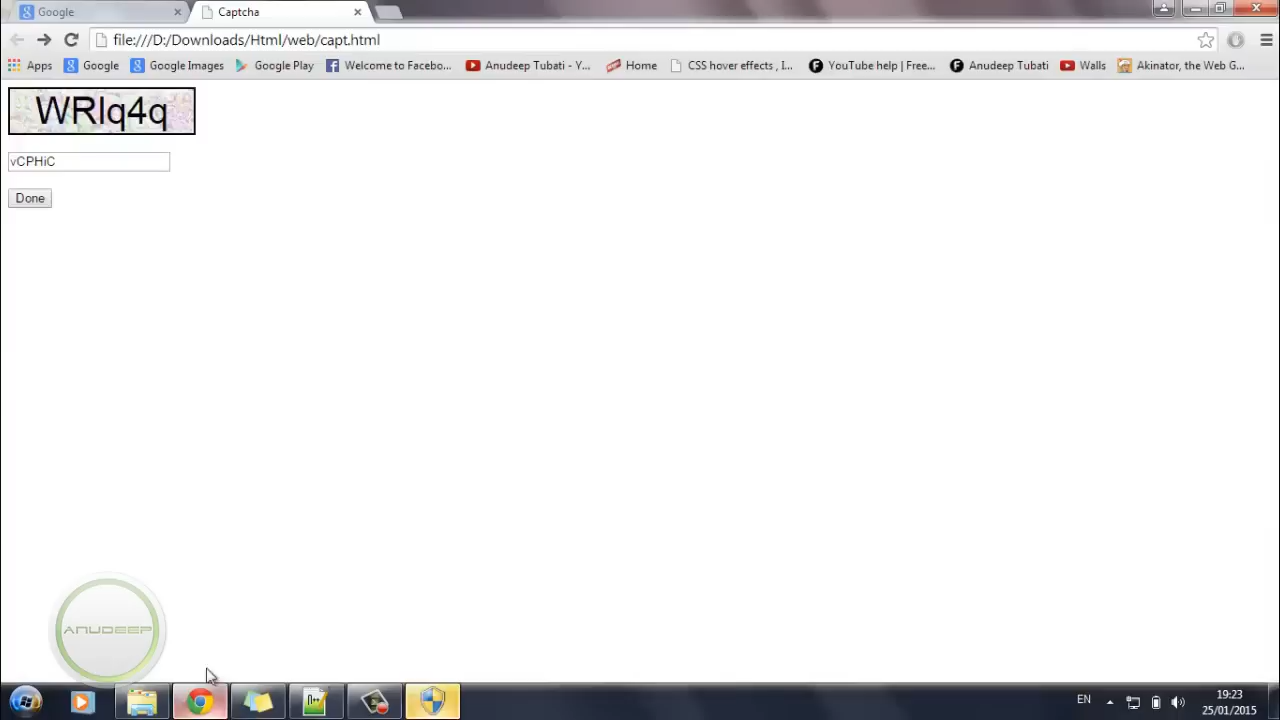 Google
Captcha
file:///D:/Downloads/Html/web/capt.html
Apps Google Google Images Google Play Welcome to Facebo... Anudeep Tubati - Y... Home CSS hover effects , I... YouTube help | Free... Anudeep Tubati Walls Akinator, the Web G...
WRlq4q
vCPHiC
Done
ANUDEEP
EN
19:23
25/01/2015